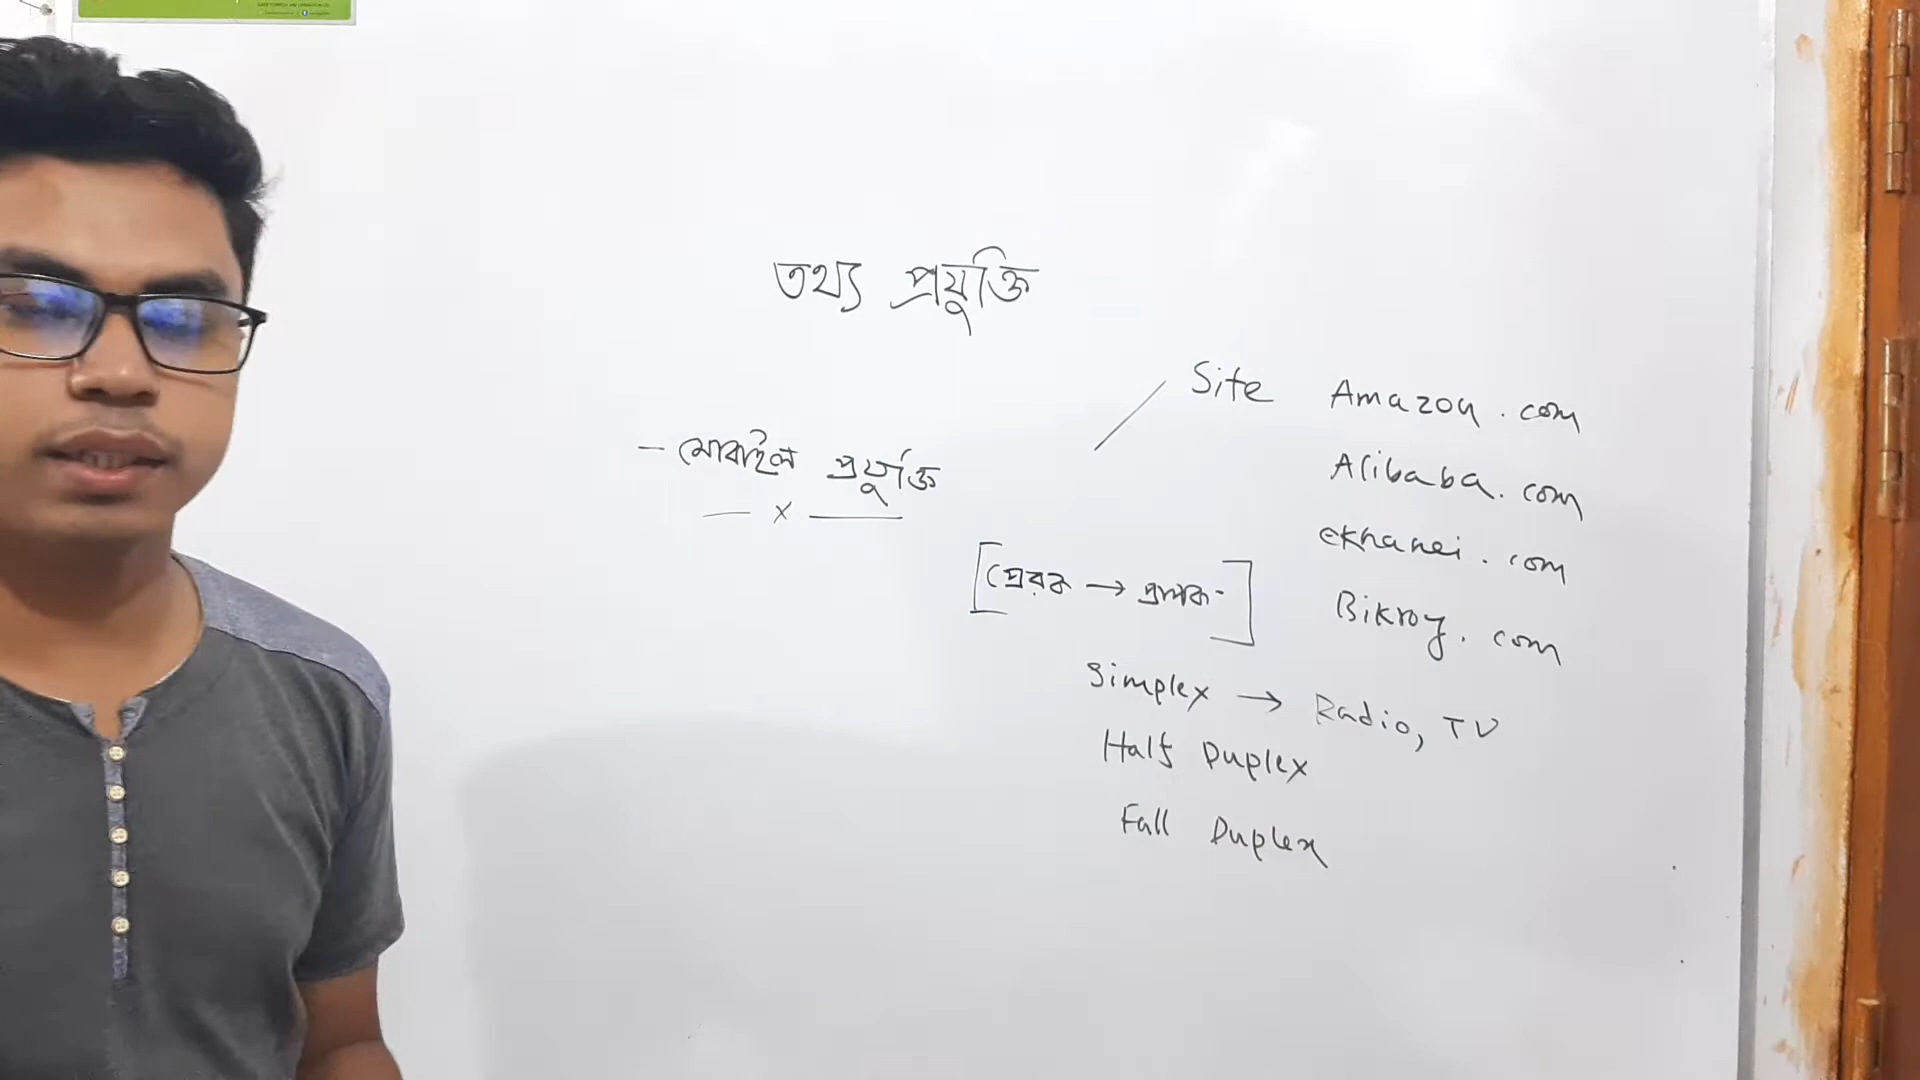 তথ্য প্রযুক্তি
Site Amazon.com
Alibaba.com
ekhanei.com
Bikroy.com
- মোবাইল প্রযুক্তি
— x —
[প্রেরক → প্রাপক]
Simplex → Radio, TV
Half Duplex
Fall Duplex